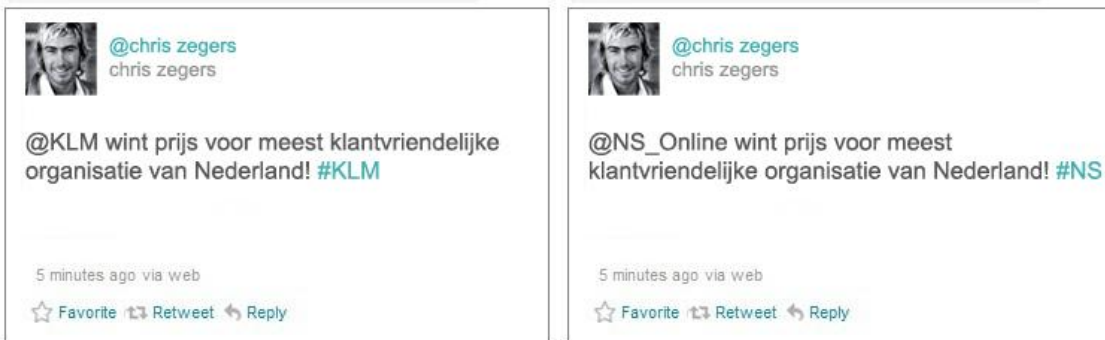 @chris zegers
chris zegers
@KLM wint prijs voor meest klantvriendelijke
organisatie van Nederland! #KLM
5 minutes ago via web
Favorite Retweet Reply
@chris zegers
chris zegers
@NS_Online wint prijs voor meest
klantvriendelijke organisatie van Nederland! #NS
5 minutes ago via web
Favorite Retweet Reply